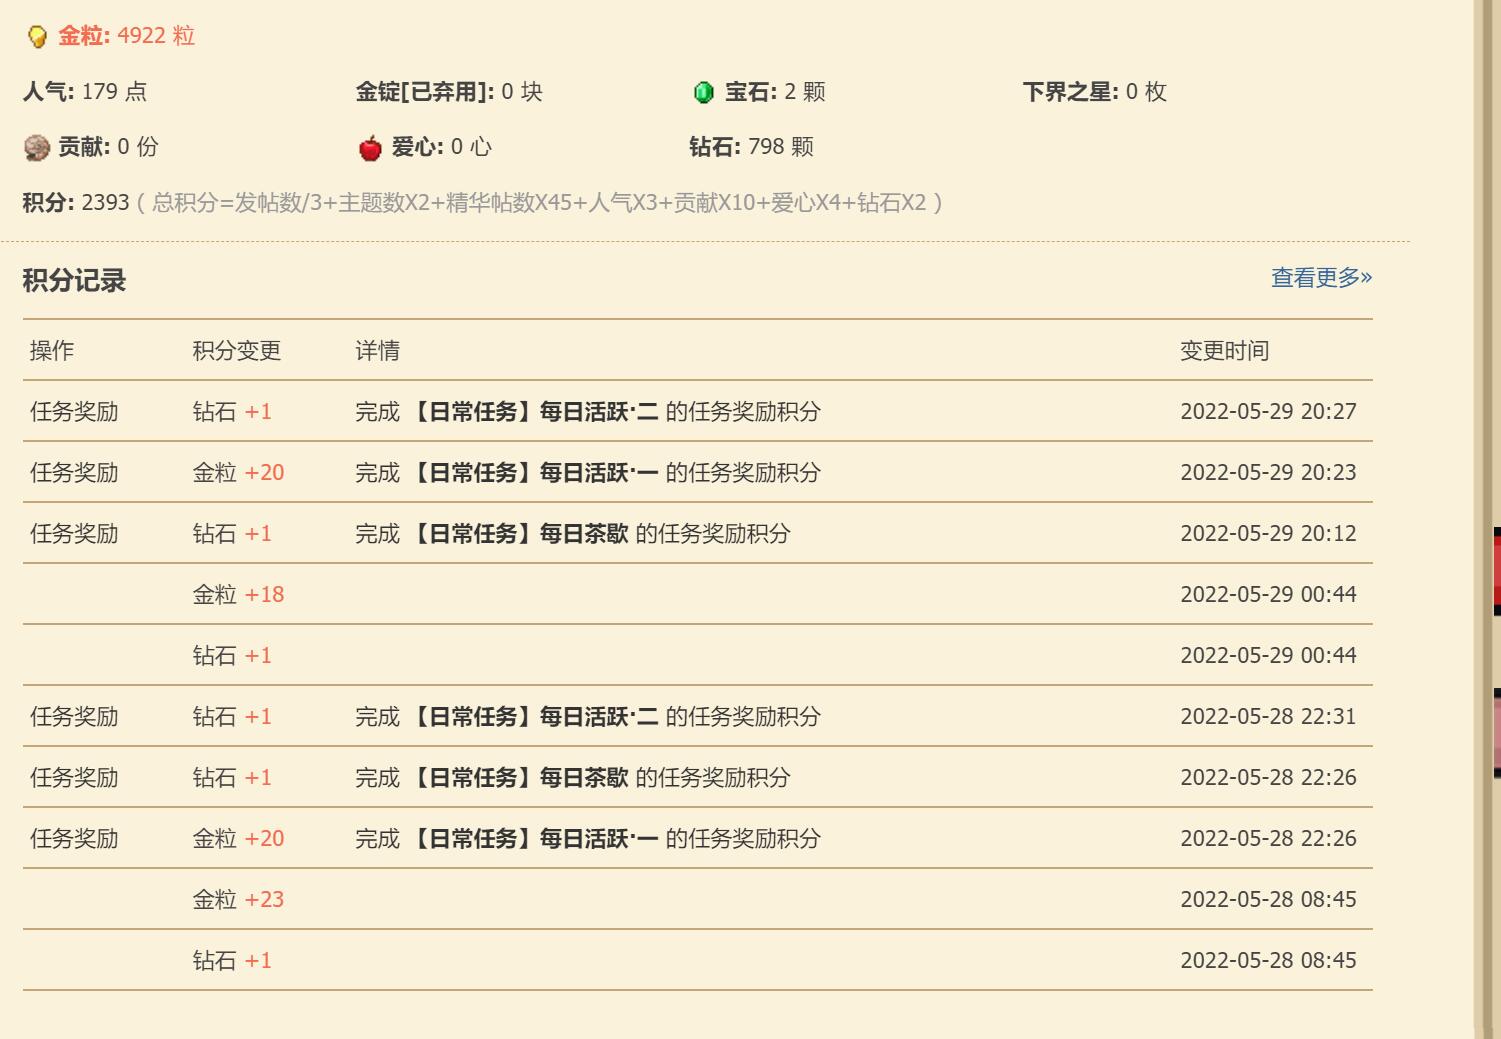 金粒: 4922 粒
人气: 179 点 金锭[已弃用]: 0 块 宝石: 2 颗 下界之星: 0 枚
贡献: 0 份 爱心: 0 心 钻石: 798 颗
积分: 2393 ( 总积分=发帖数/3+主题数X2+精华帖数X45+人气X3+贡献X10+爱心X4+钻石X2 )
积分记录 查看更多»
操作 积分变更 详情 变更时间
任务奖励 钻石 +1 完成 【日常任务】每日活跃·二 的任务奖励积分 2022-05-29 20:27
任务奖励 金粒 +20 完成 【日常任务】每日活跃·一 的任务奖励积分 2022-05-29 20:23
任务奖励 钻石 +1 完成 【日常任务】每日茶歇 的任务奖励积分 2022-05-29 20:12
金粒 +18 2022-05-29 00:44
钻石 +1 2022-05-29 00:44
任务奖励 钻石 +1 完成 【日常任务】每日活跃·二 的任务奖励积分 2022-05-28 22:31
任务奖励 钻石 +1 完成 【日常任务】每日茶歇 的任务奖励积分 2022-05-28 22:26
任务奖励 金粒 +20 完成 【日常任务】每日活跃·一 的任务奖励积分 2022-05-28 22:26
金粒 +23 2022-05-28 08:45
钻石 +1 2022-05-28 08:45